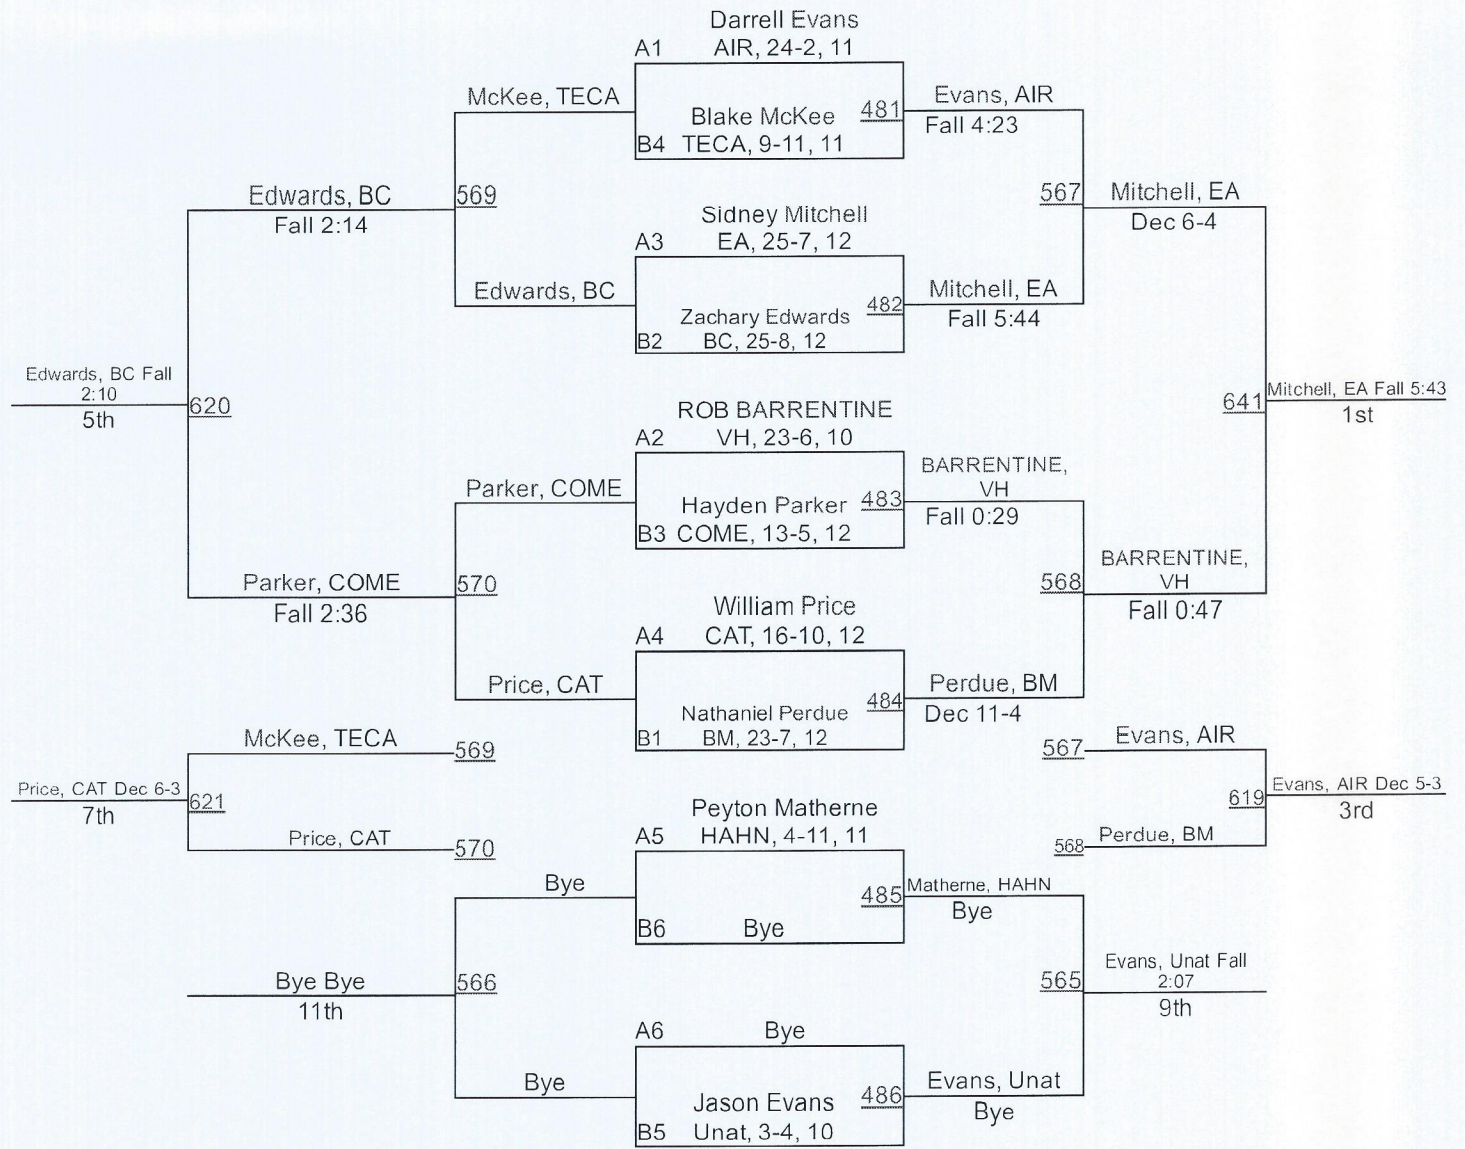 Darrell Evans
A1 AIR, 24-2, 11
McKee, TECA
Blake McKee 481
B4 TECA, 9-11, 11
Evans, AIR
Fall 4:23
Edwards, BC
Fall 2:14
569
Sidney Mitchell
A3 EA, 25-7, 12
567
Mitchell, EA
Dec 6-4
Edwards, BC
Zachary Edwards 482
B2 BC, 25-8, 12
Mitchell, EA
Fall 5:44
Edwards, BC Fall
2:10
5th
620
ROB BARRENTINE
A2 VH, 23-6, 10
641
Mitchell, EA Fall 5:43
1st
Parker, COME
Hayden Parker 483
B3 COME, 13-5, 12
BARRENTINE,
VH
Fall 0:29
Parker, COME
Fall 2:36
570
William Price
A4 CAT, 16-10, 12
568
BARRENTINE,
VH
Fall 0:47
Price, CAT
Nathaniel Perdue 484
B1 BM, 23-7, 12
Perdue, BM
Dec 11-4
McKee, TECA 569
567 Evans, AIR
Price, CAT Dec 6-3
7th
621
Peyton Matherne
A5 HAHN, 4-11, 11
619
Evans, AIR Dec 5-3
3rd
Price, CAT 570
568 Perdue, BM
Bye
485
B6 Bye
Matherne, HAHN
Bye
Bye Bye
11th
566
A6 Bye
565
Evans, Unat Fall
2:07
9th
Bye
Jason Evans 486
B5 Unat, 3-4, 10
Evans, Unat
Bye